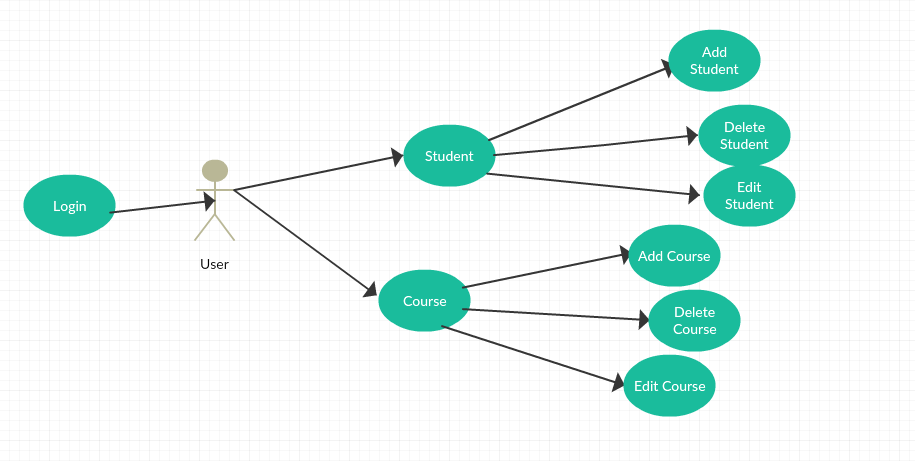 Add
Student
Delete
Student
Student
Edit
Student
Login
User
Add Course
Course
Delete
Course
Edit Course